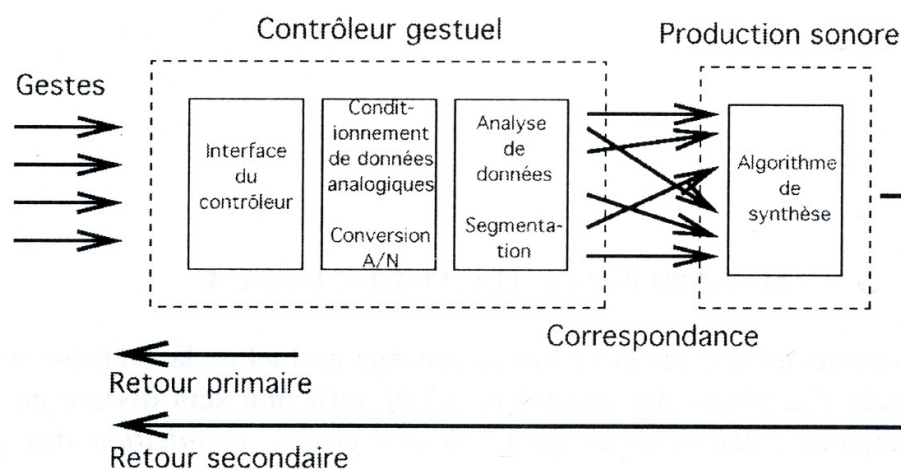 Contrôleur gestuel
Production sonore
Gestes
Interface
du
contrôleur
Condit-
ionnement
de données
analogiques
Conversion
A/N
Analyse
de
données
Segmenta-
tion
Algorithme
de
synthèse
Correspondance
Retour primaire
Retour secondaire